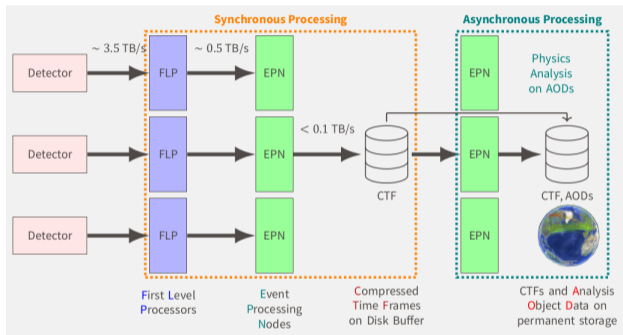 Synchronous Processing
Asynchronous Processing
~ 3.5 TB/s
~ 0.5 TB/s
Detector
FLP
EPN
EPN
Physics
Analysis
on AODs
< 0.1 TB/s
Detector
FLP
EPN
CTF
EPN
CTF, AODs
Detector
FLP
EPN
EPN
First Level
Processors
Event
Processing
Nodes
Compressed
Time Frames
on Disk Buffer
CTFs and Analysis
Object Data on
permanent storage